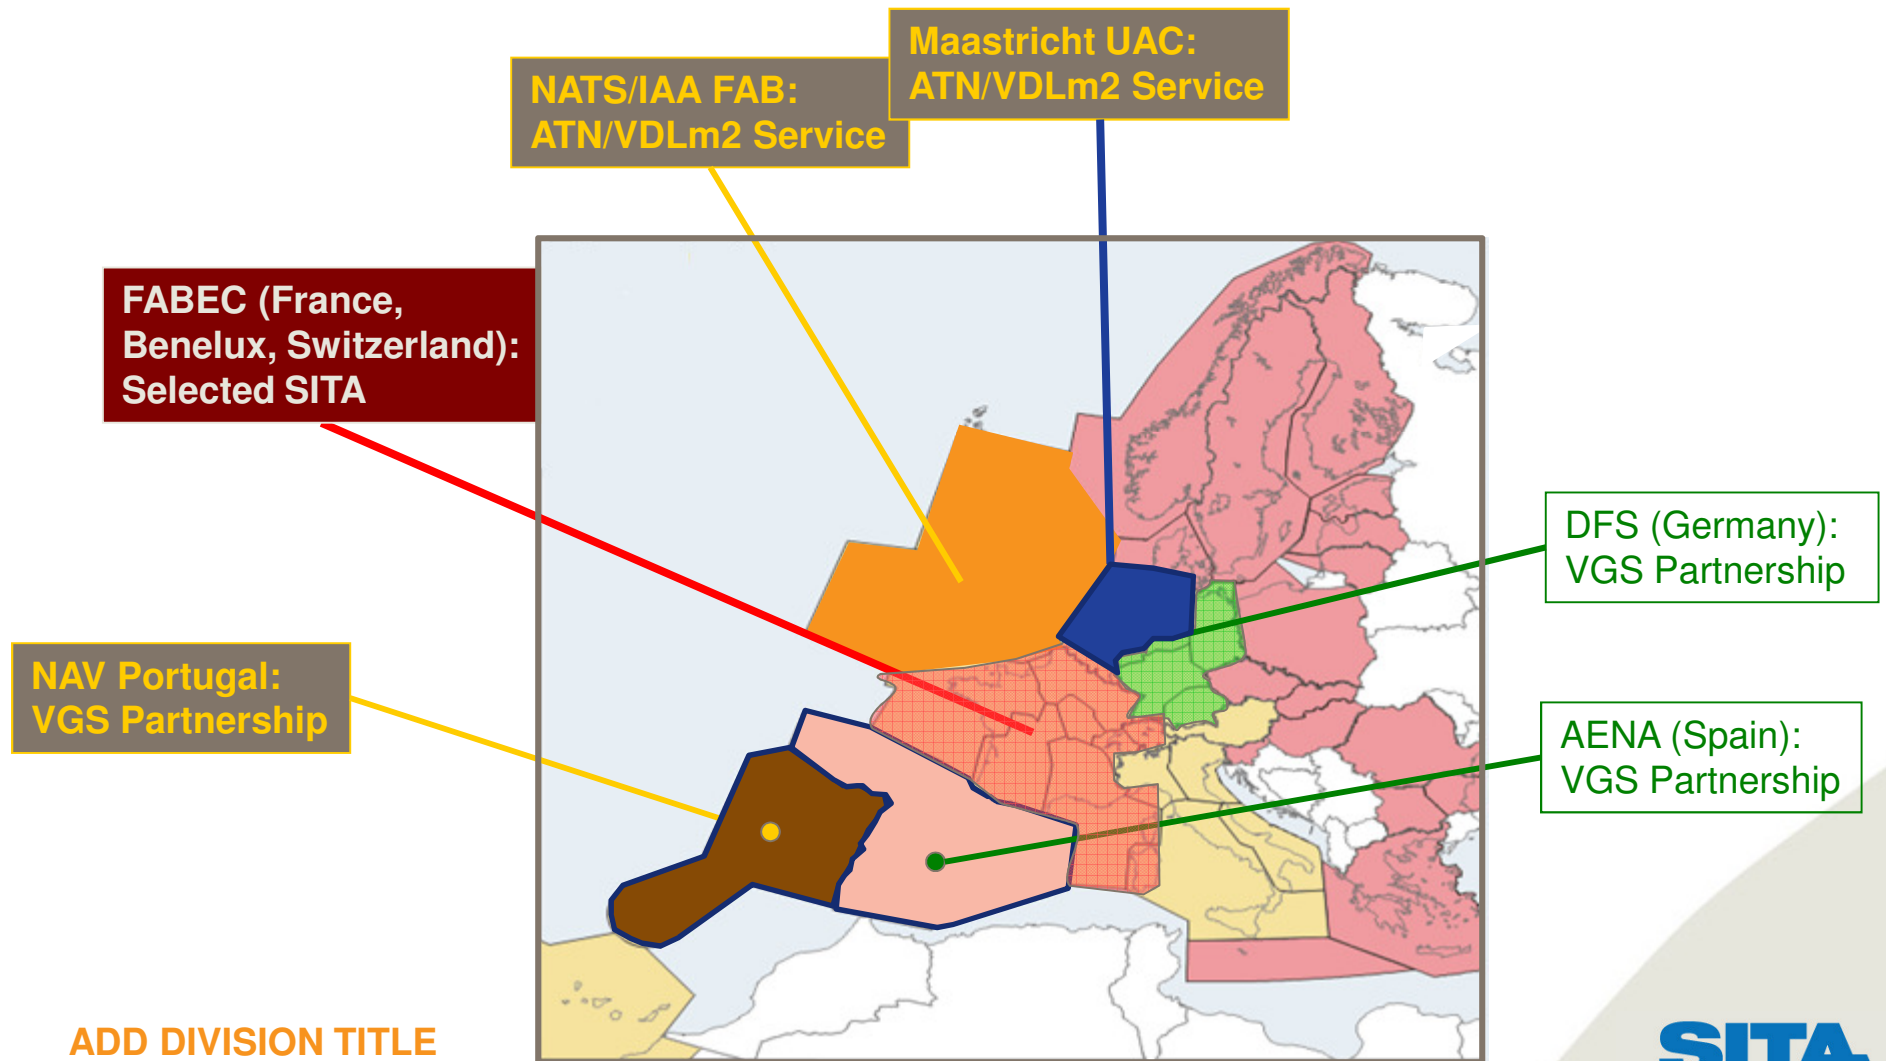 Maastricht UAC:
ATN/VDLm2 Service
NATS/IAA FAB:
ATN/VDLm2 Service
FABEC (France,
Benelux, Switzerland):
Selected SITA
DFS (Germany):
VGS Partnership
NAV Portugal:
VGS Partnership
AENA (Spain):
VGS Partnership
ADD DIVISION TITLE
SITA